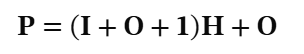 P = (I + O + 1)H + O